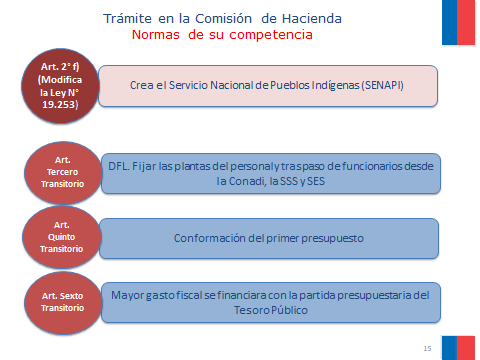 Trámite en la Comisión de Hacienda
Normas de su competencia
Art. 2° f)
(Modifica
la Ley N°
19.253)
Crea el Servicio Nacional de Pueblos Indígenas (SENAPI)
Art.
Tercero
Transitorio
DFL. Fijar las plantas del personal y traspaso de funcionarios desde
la Conadi, la SSS y SES
Art.
Quinto
Transitorio
Conformación del primer presupuesto
Art. Sexto
Transitorio
Mayor gasto fiscal se financiara con la partida presupuestaria del
Tesoro Público
15